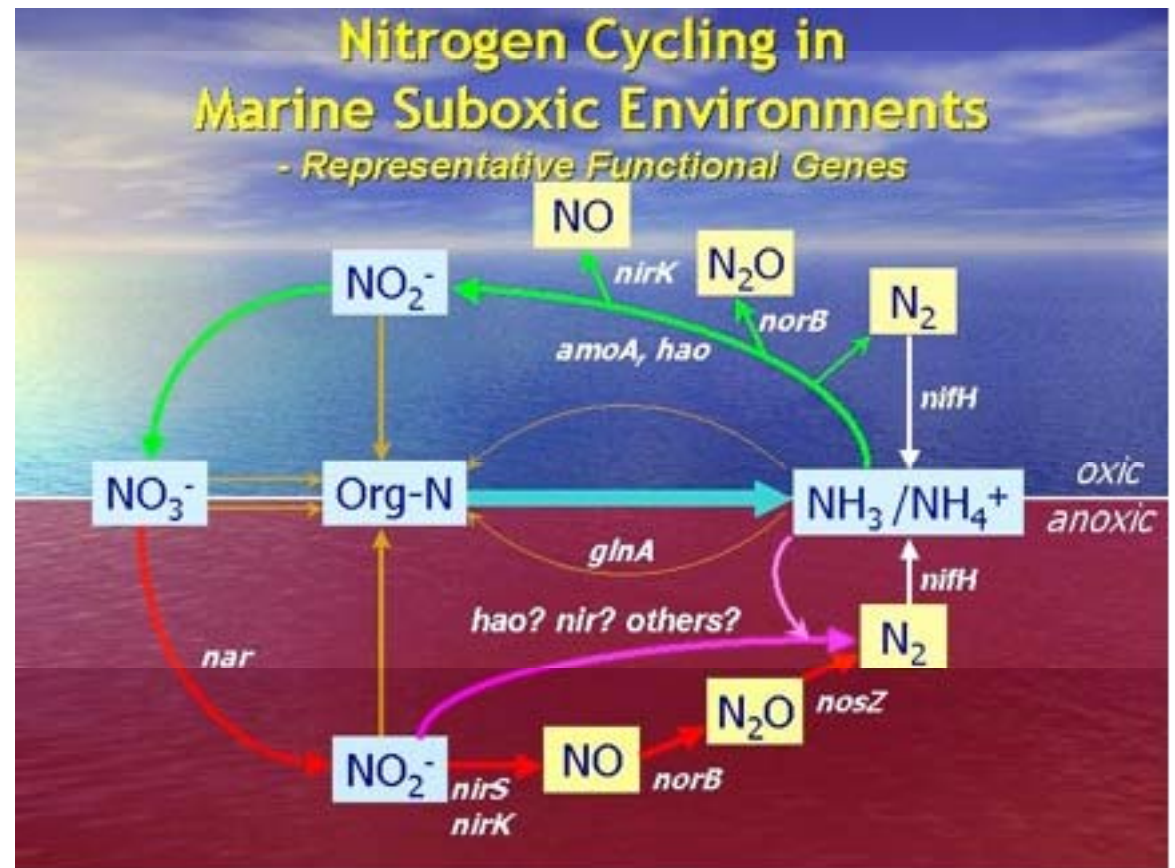 Nitrogen Cycling in
Marine Suboxic Environments
- Representative Functional Genes
NO
nirK
N₂O
NO₂⁻
norB
N₂
amoA, hao
nifH
oxic
NO₃⁻
Org-N
NH₃ /NH₄⁺
anoxic
glnA
nifH
hao? nir? others?
nar
N₂
N₂O
nosZ
NO₂⁻
NO
norB
nirS
nirK